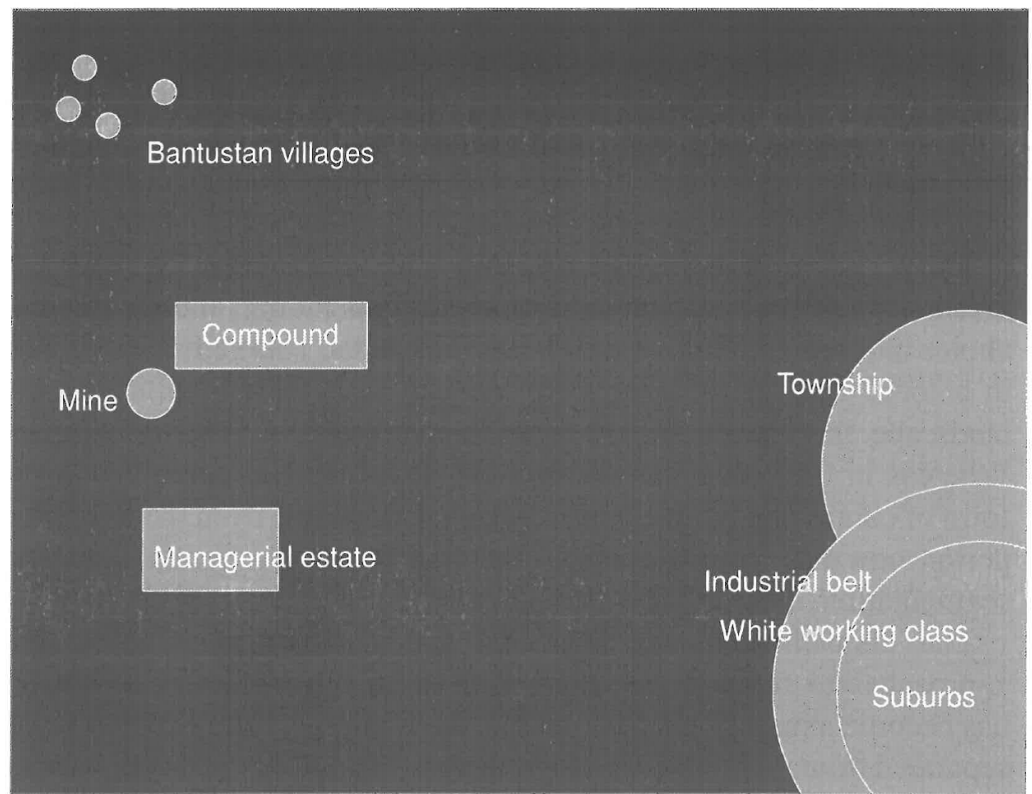 Bantustan villages
Compound
Mine
Township
Managerial estate
Industrial belt
White working class
Suburbs